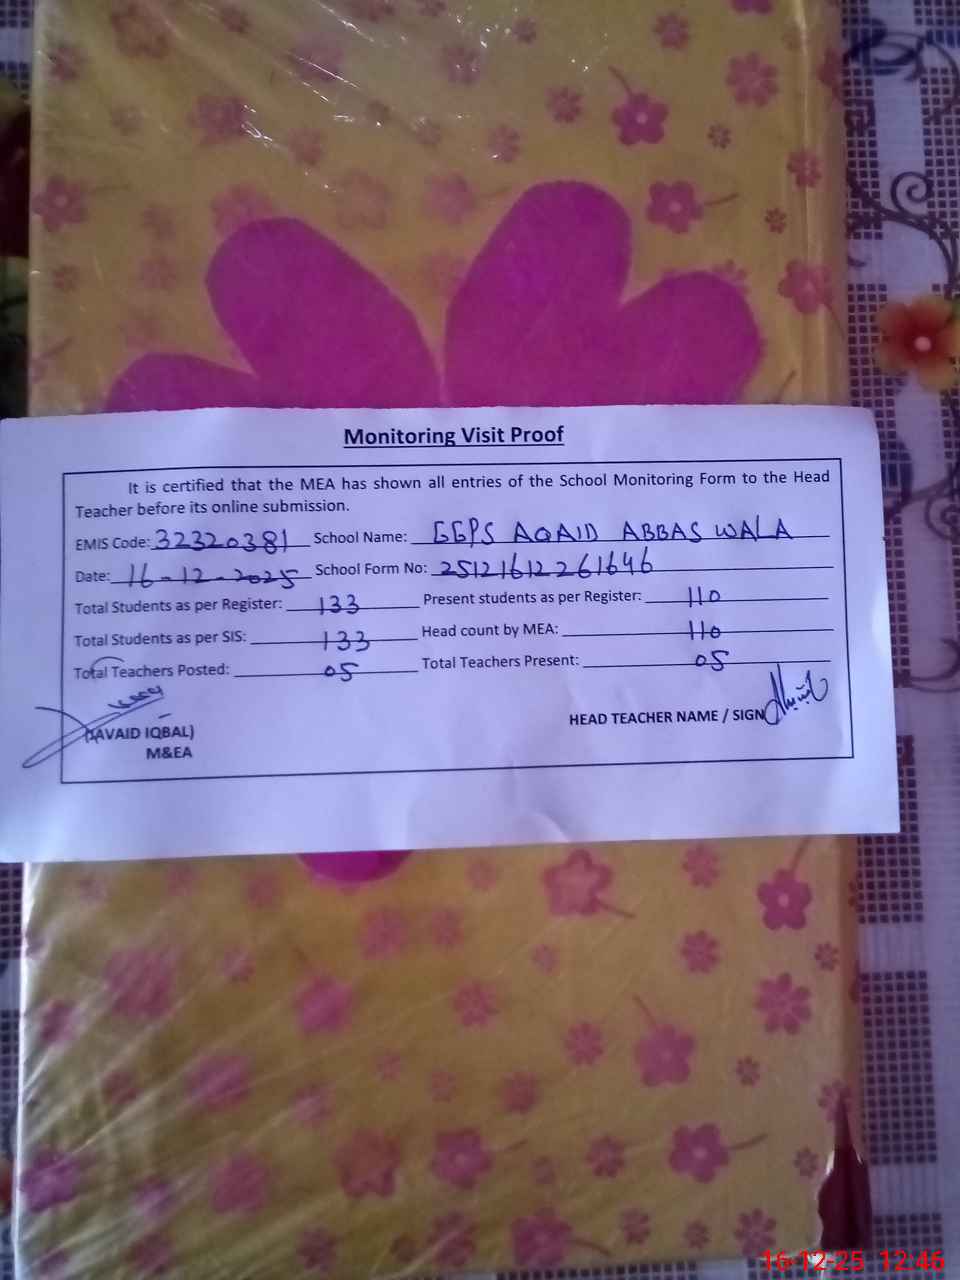 Monitoring Visit Proof
It is certified that the MEA has shown all entries of the School Monitoring Form to the Head
Teacher before its online submission.
EMIS Code: 32320381 School Name: GGPS AQAID ABBAS WALA
Date: 16-12-2025 School Form No: 25121612261646
Total Students as per Register: 133 Present students as per Register: 110
Total Students as per SIS: 133 Head count by MEA: 110
Total Teachers Posted: 05 Total Teachers Present: 05
(JAVAID IQBAL) HEAD TEACHER NAME / SIGN
M&EA
16-12-25 12:46